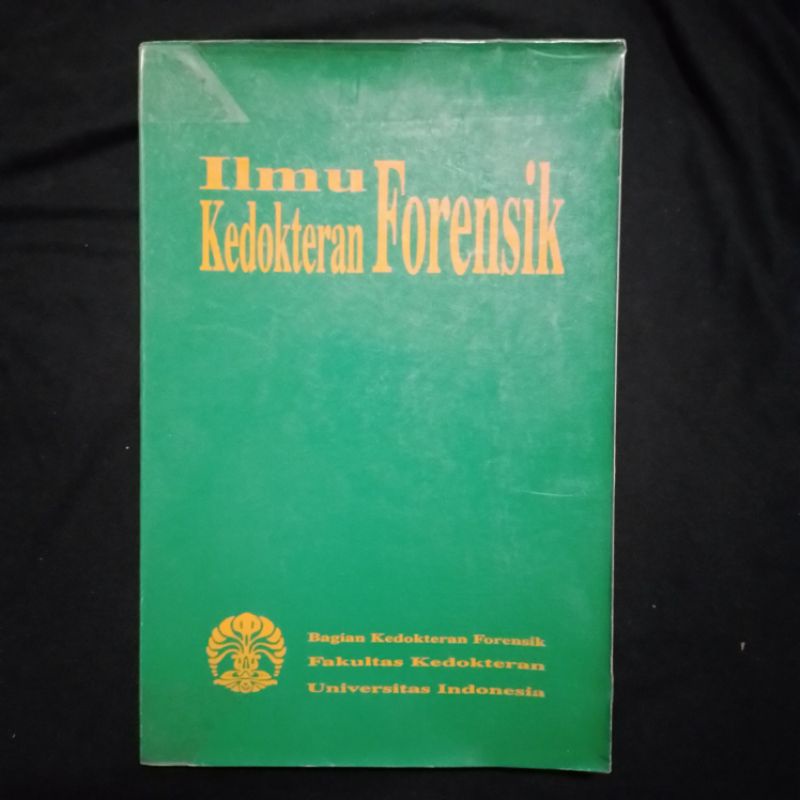 Ilmu
Kedokteran Forensik
Bagian Kedokteran Forensik
Fakultas Kedokteran
Universitas Indonesia